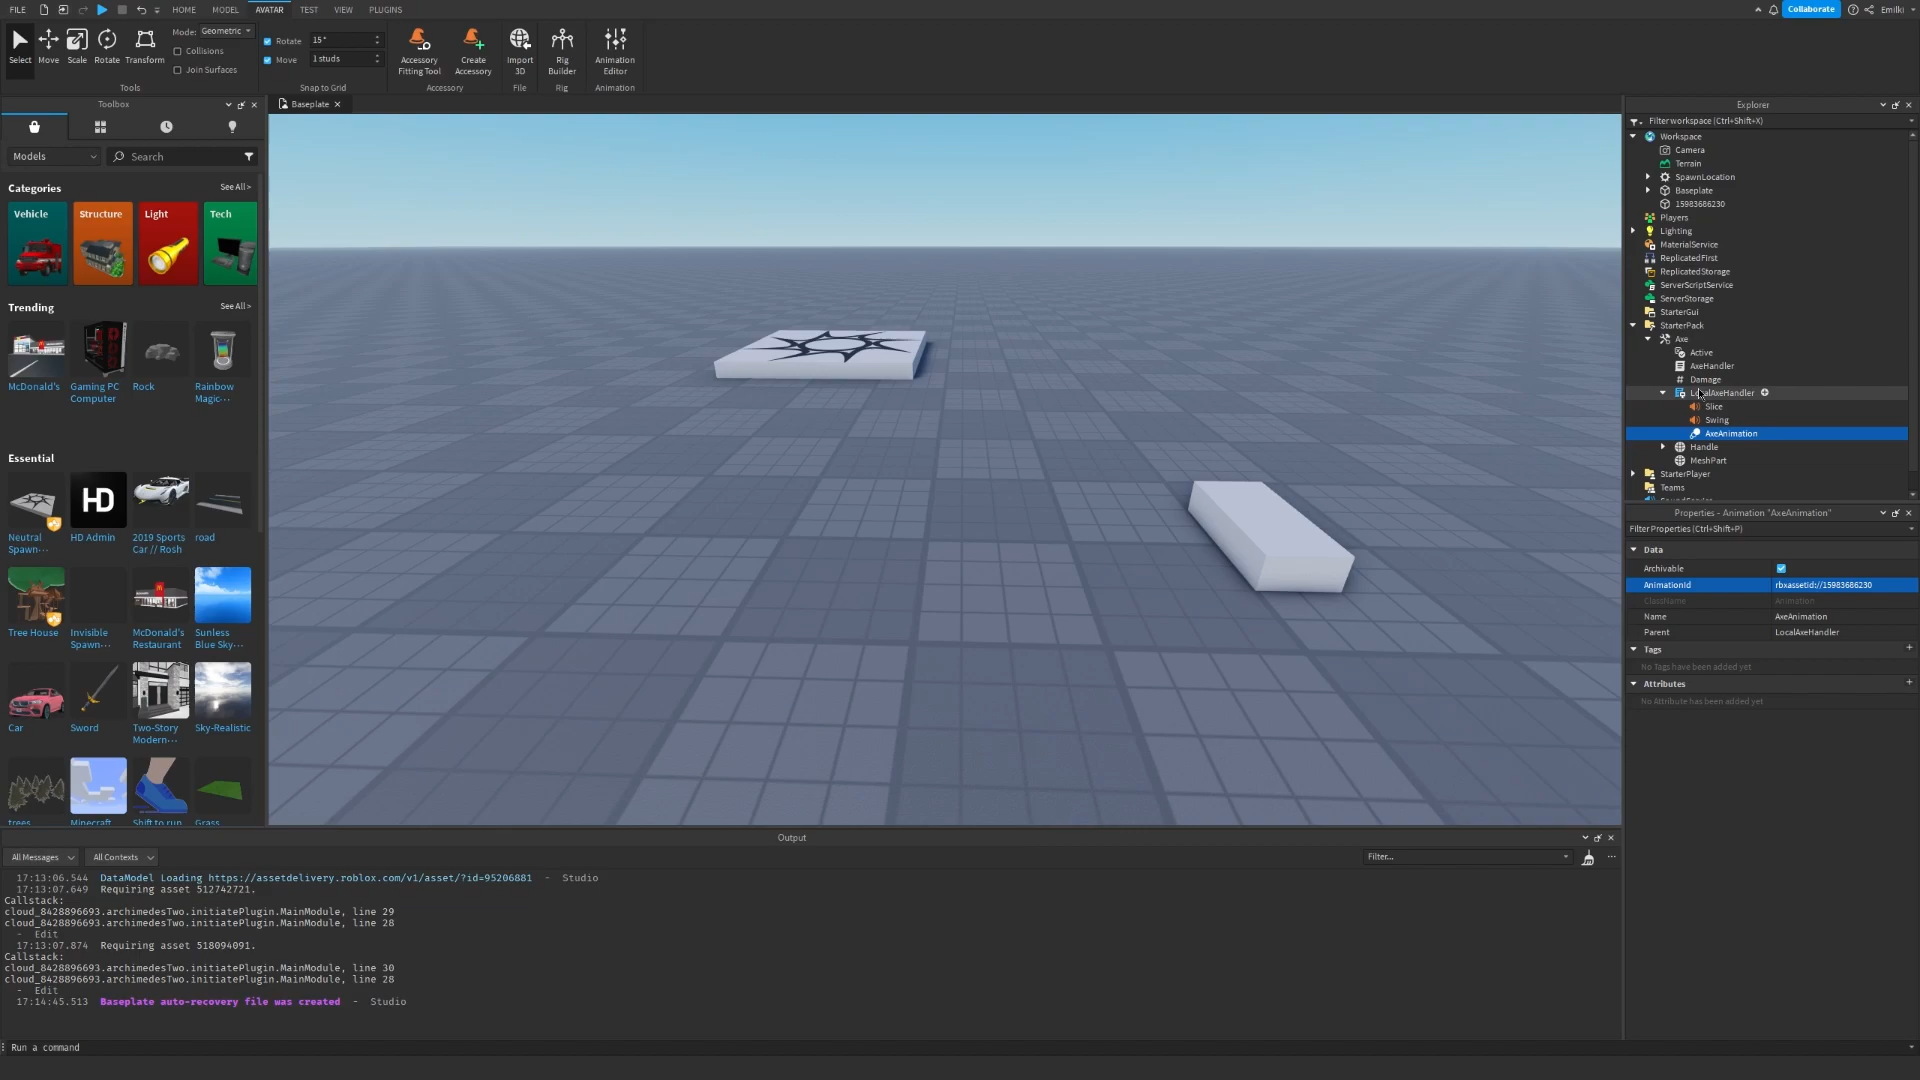 FILE HOME MODEL AVATAR TEST VIEW PLUGINS Collaborate Emilki
Select Move Scale Rotate Transform
Mode: Geometric
Collisions
Join Surfaces
Tools
Rotate 15°
Move 1 studs
Snap to Grid
Accessory Fitting Tool
Create Accessory
Accessory
Import 3D
File
Rig Builder
Rig
Animation Editor
Animation
Toolbox
Models Search
Categories See All >
Vehicle Structure Light Tech
Trending See All >
McDonald's Gaming PC Computer Rock Rainbow Magic...
Essential
HD
Neutral Spawn... HD Admin 2019 Sports Car // Rosh road
Tree House Invisible Spawn... McDonald's Restaurant Sunless Blue Sky...
Car Sword Two-Story Modern... Sky-Realistic
trees Minecraft Shift to run Grass
Baseplate
Explorer
Filter workspace (Ctrl+Shift+X)
Workspace
Camera
Terrain
SpawnLocation
Baseplate
15983686230
Players
Lighting
MaterialService
ReplicatedFirst
ReplicatedStorage
ServerScriptService
ServerStorage
StarterGui
StarterPack
Axe
Active
AxeHandler
Damage
LocalAxeHandler
Slice
Swing
AxeAnimation
Handle
MeshPart
StarterPlayer
Teams
SoundService
Properties - Animation "AxeAnimation"
Filter Properties (Ctrl+Shift+P)
Data
Archivable
AnimationId rbxassetid://15983686230
ClassName Animation
Name AxeAnimation
Parent LocalAxeHandler
Tags
No Tags have been added yet
Attributes
No Attribute has been added yet
Output
All Messages All Contexts Filter...
17:13:06.544 DataModel Loading https://assetdelivery.roblox.com/v1/asset/?id=95206881 - Studio
17:13:07.649 Requiring asset 512742721.
Callstack:
cloud_8428896693.archimedesTwo.initiatePlugin.MainModule, line 29
cloud_8428896693.archimedesTwo.initiatePlugin.MainModule, line 28
- Edit
17:13:07.874 Requiring asset 518094091.
Callstack:
cloud_8428896693.archimedesTwo.initiatePlugin.MainModule, line 30
cloud_8428896693.archimedesTwo.initiatePlugin.MainModule, line 28
- Edit
17:14:45.513 Baseplate auto-recovery file was created - Studio
Run a command